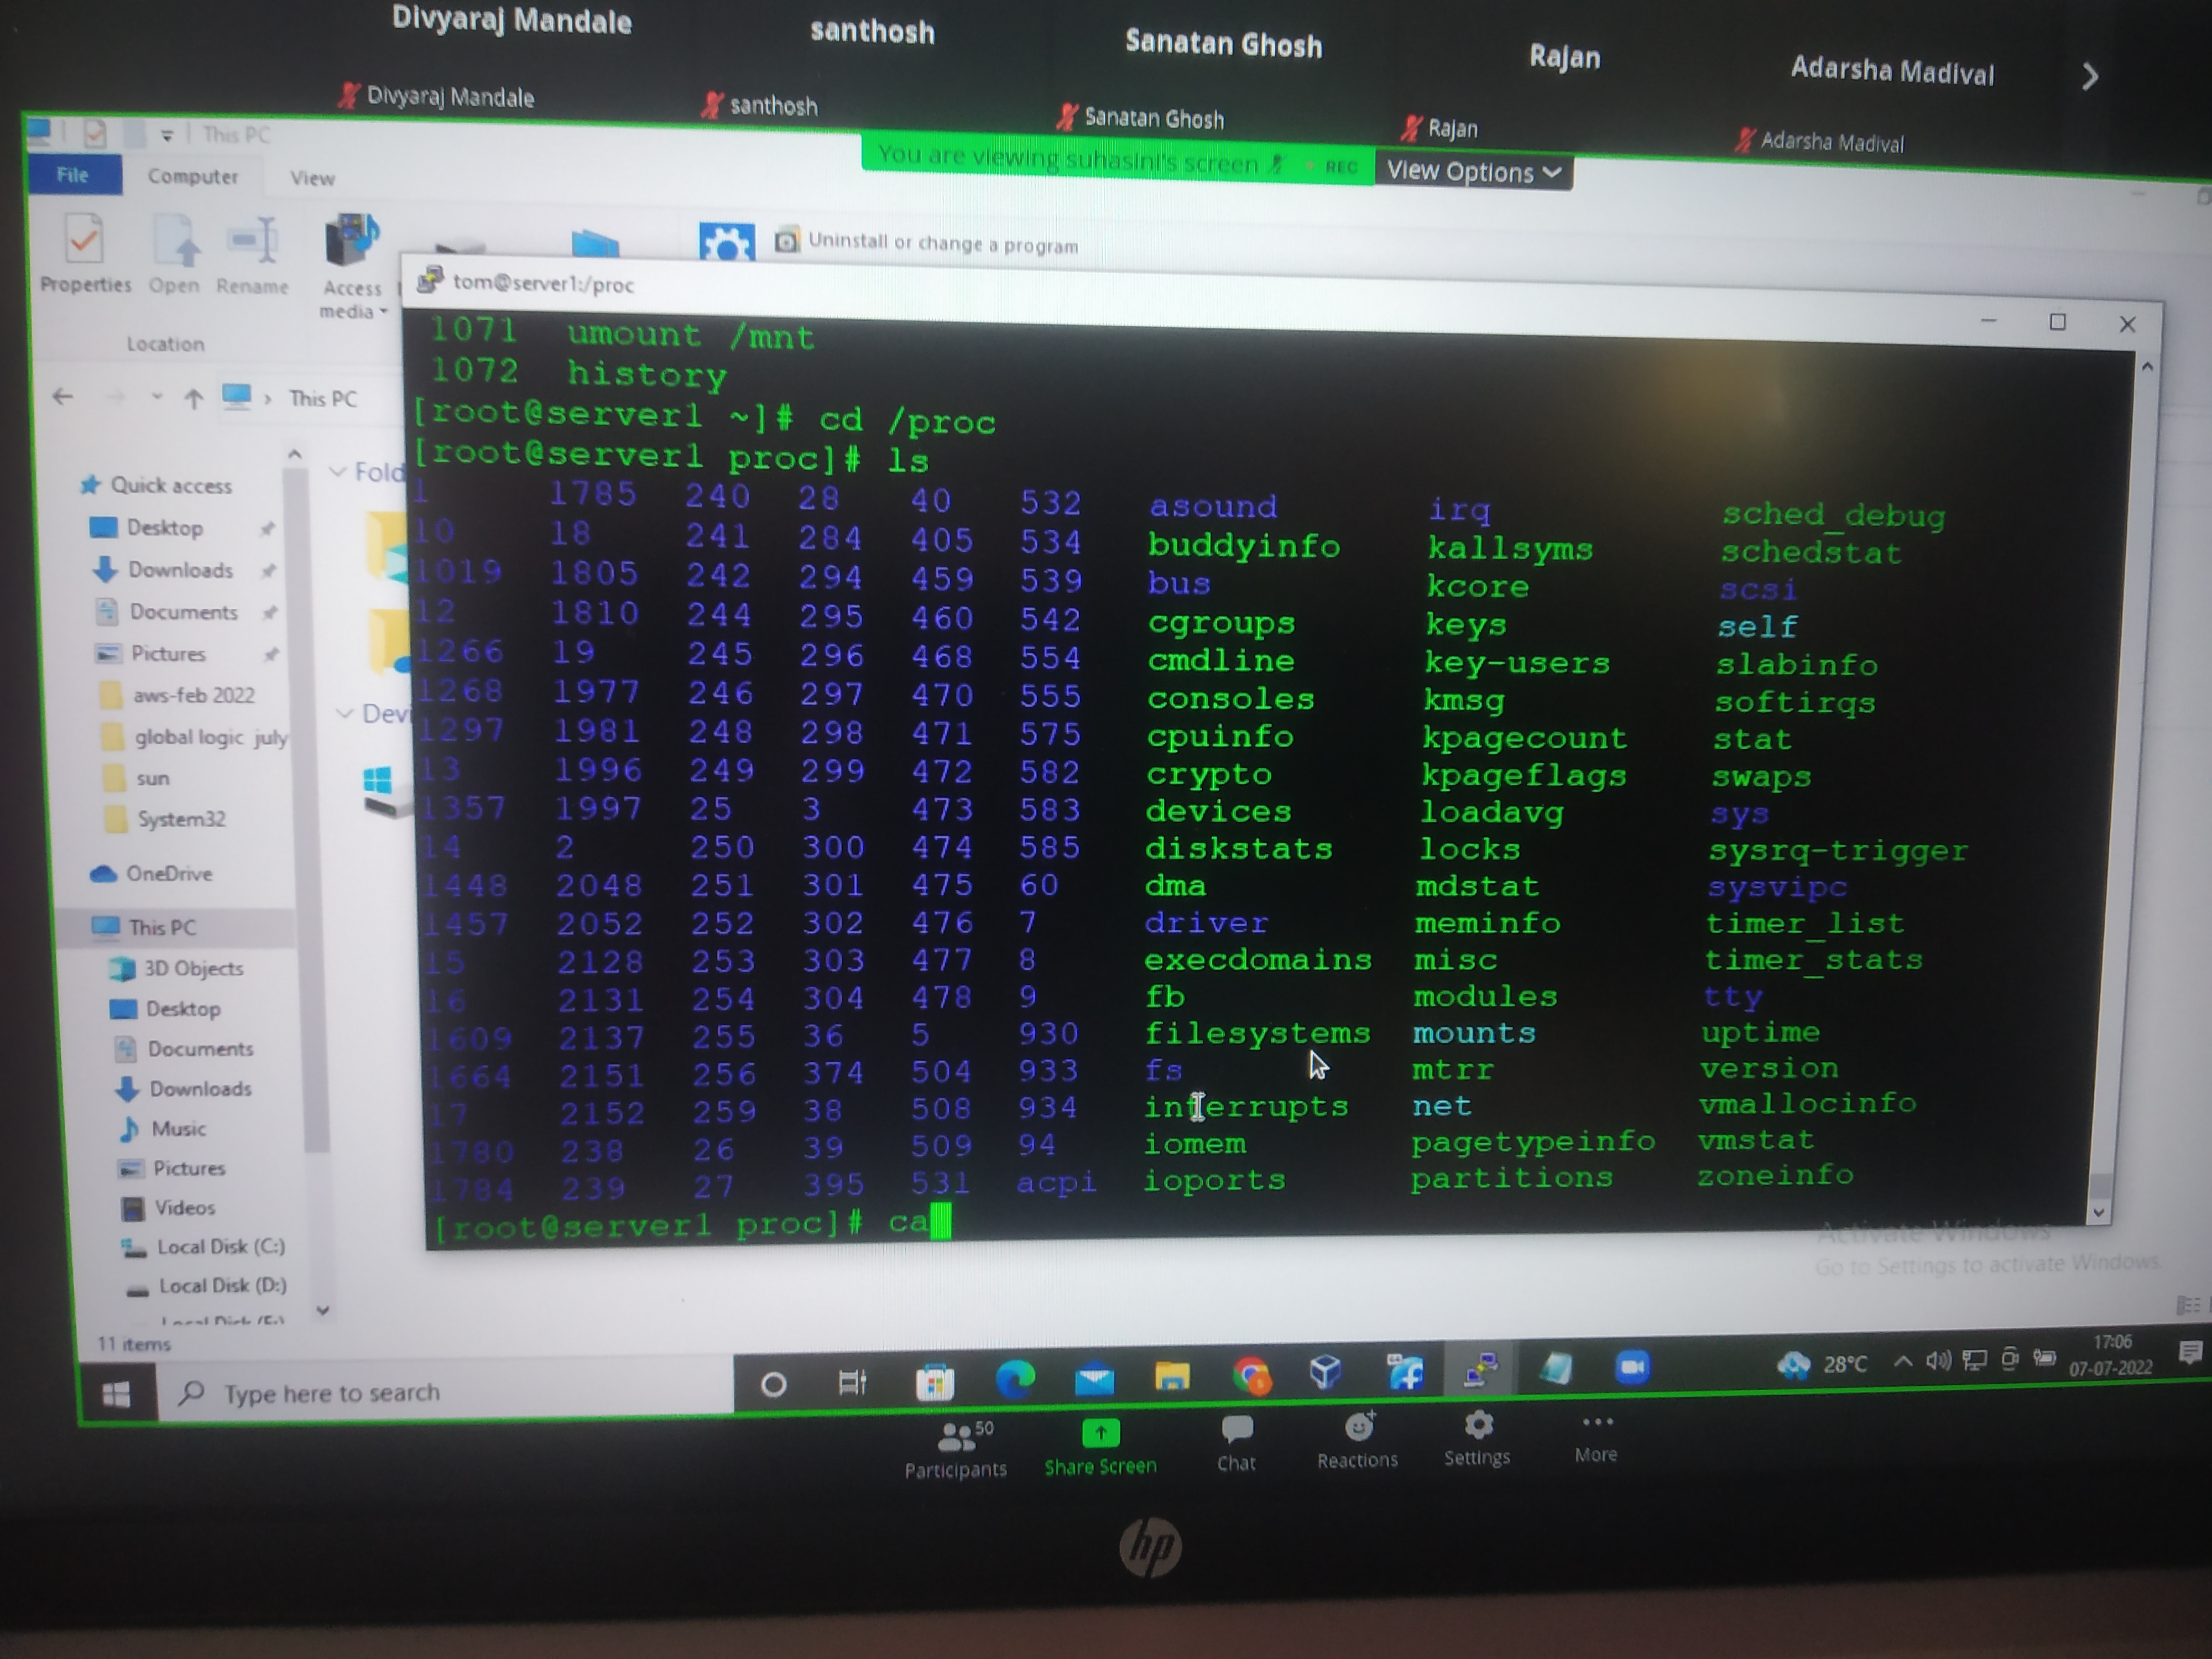 Divyaraj Mandale santhosh Sanatan Ghosh Rajan Adarsha Madival
Divyaraj Mandale santhosh Sanatan Ghosh Rajan Adarsha Madival
This PC
You are viewing suhasini's screen REC View Options
File Computer View
Uninstall or change a program
Properties Open Rename Access media
Location
This PC
tom@server1:/proc
1071 umount /mnt
1072 history
[root@server1 ~]# cd /proc
[root@server1 proc]# ls
1 1785 240 28 40 532 asound irq sched_debug
10 18 241 284 405 534 buddyinfo kallsyms schedstat
1019 1805 242 294 459 539 bus kcore scsi
12 1810 244 295 460 542 cgroups keys self
1266 19 245 296 468 554 cmdline key-users slabinfo
1268 1977 246 297 470 555 consoles kmsg softirqs
1297 1981 248 298 471 575 cpuinfo kpagecount stat
13 1996 249 299 472 582 crypto kpageflags swaps
1357 1997 25 3 473 583 devices loadavg sys
14 2 250 300 474 585 diskstats locks sysrq-trigger
1448 2048 251 301 475 60 dma mdstat sysvipc
1457 2052 252 302 476 7 driver meminfo timer_list
15 2128 253 303 477 8 execdomains misc timer_stats
16 2131 254 304 478 9 fb modules tty
1609 2137 255 36 5 930 filesystems mounts uptime
1664 2151 256 374 504 933 fs mtrr version
17 2152 259 38 508 934 interrupts net vmallocinfo
1780 238 26 39 509 94 iomem pagetypeinfo vmstat
1784 239 27 395 531 acpi ioports partitions zoneinfo
[root@server1 proc]# ca
Quick access
Desktop
Downloads
Documents
Pictures
aws-feb 2022
global logic july
sun
System32
OneDrive
This PC
3D Objects
Desktop
Documents
Downloads
Music
Pictures
Videos
Local Disk (C:)
Local Disk (D:)
Fold
Devi
11 items
Activate Windows
Go to Settings to activate Windows.
Type here to search
28°C
17:06
07-07-2022
50
Participants Share Screen Chat Reactions Settings More
hp